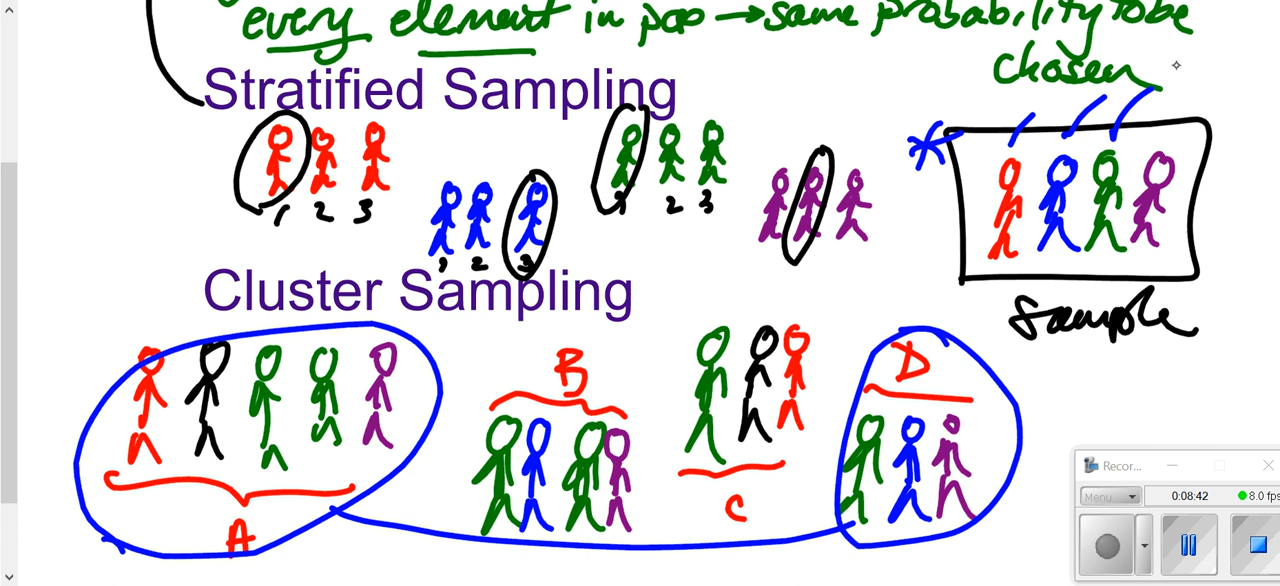 every element in pop → same probability to be
chosen
Stratified Sampling
1 2 3
1 2 3
1 2 3
Sample
Cluster Sampling
A
B
C
D
Recor...
Menu
0:08:42
8.0 fps